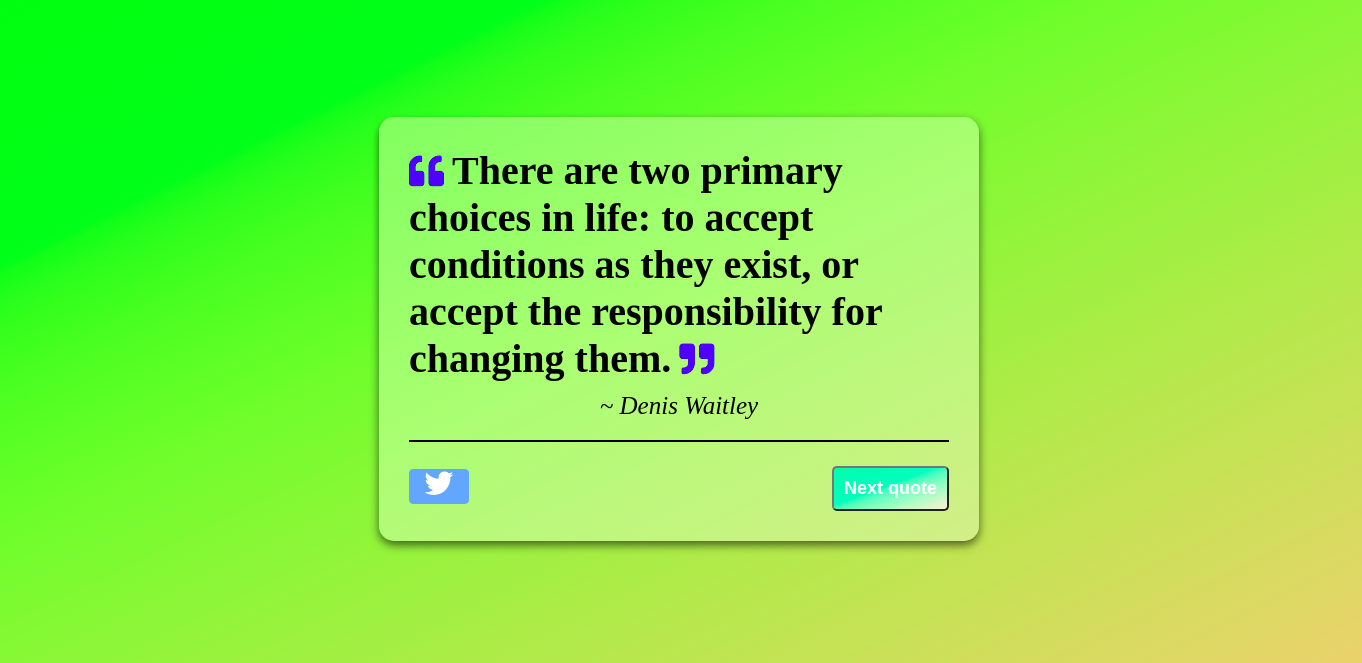 ❝ There are two primary
choices in life: to accept
conditions as they exist, or
accept the responsibility for
changing them. ❞
~ Denis Waitley
Next quote